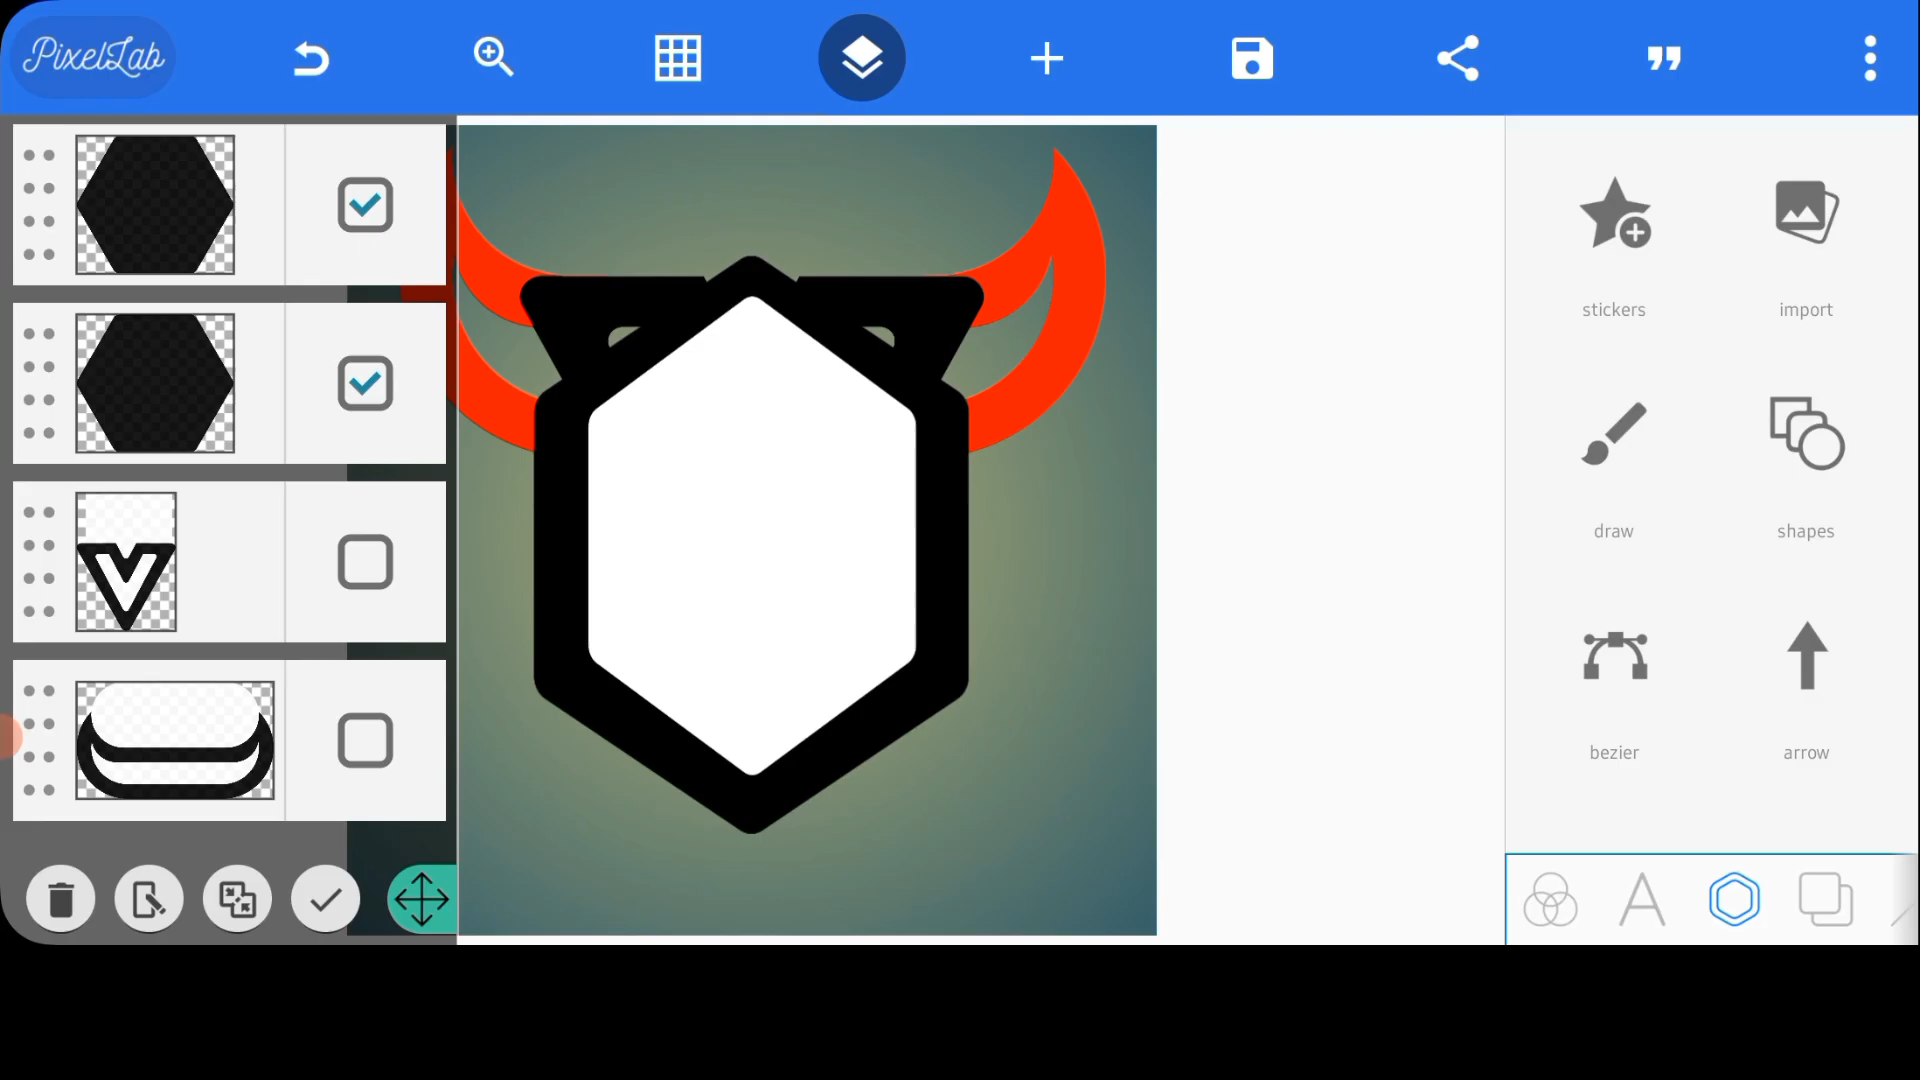 PixelLab
stickers
import
draw
shapes
bezier
arrow